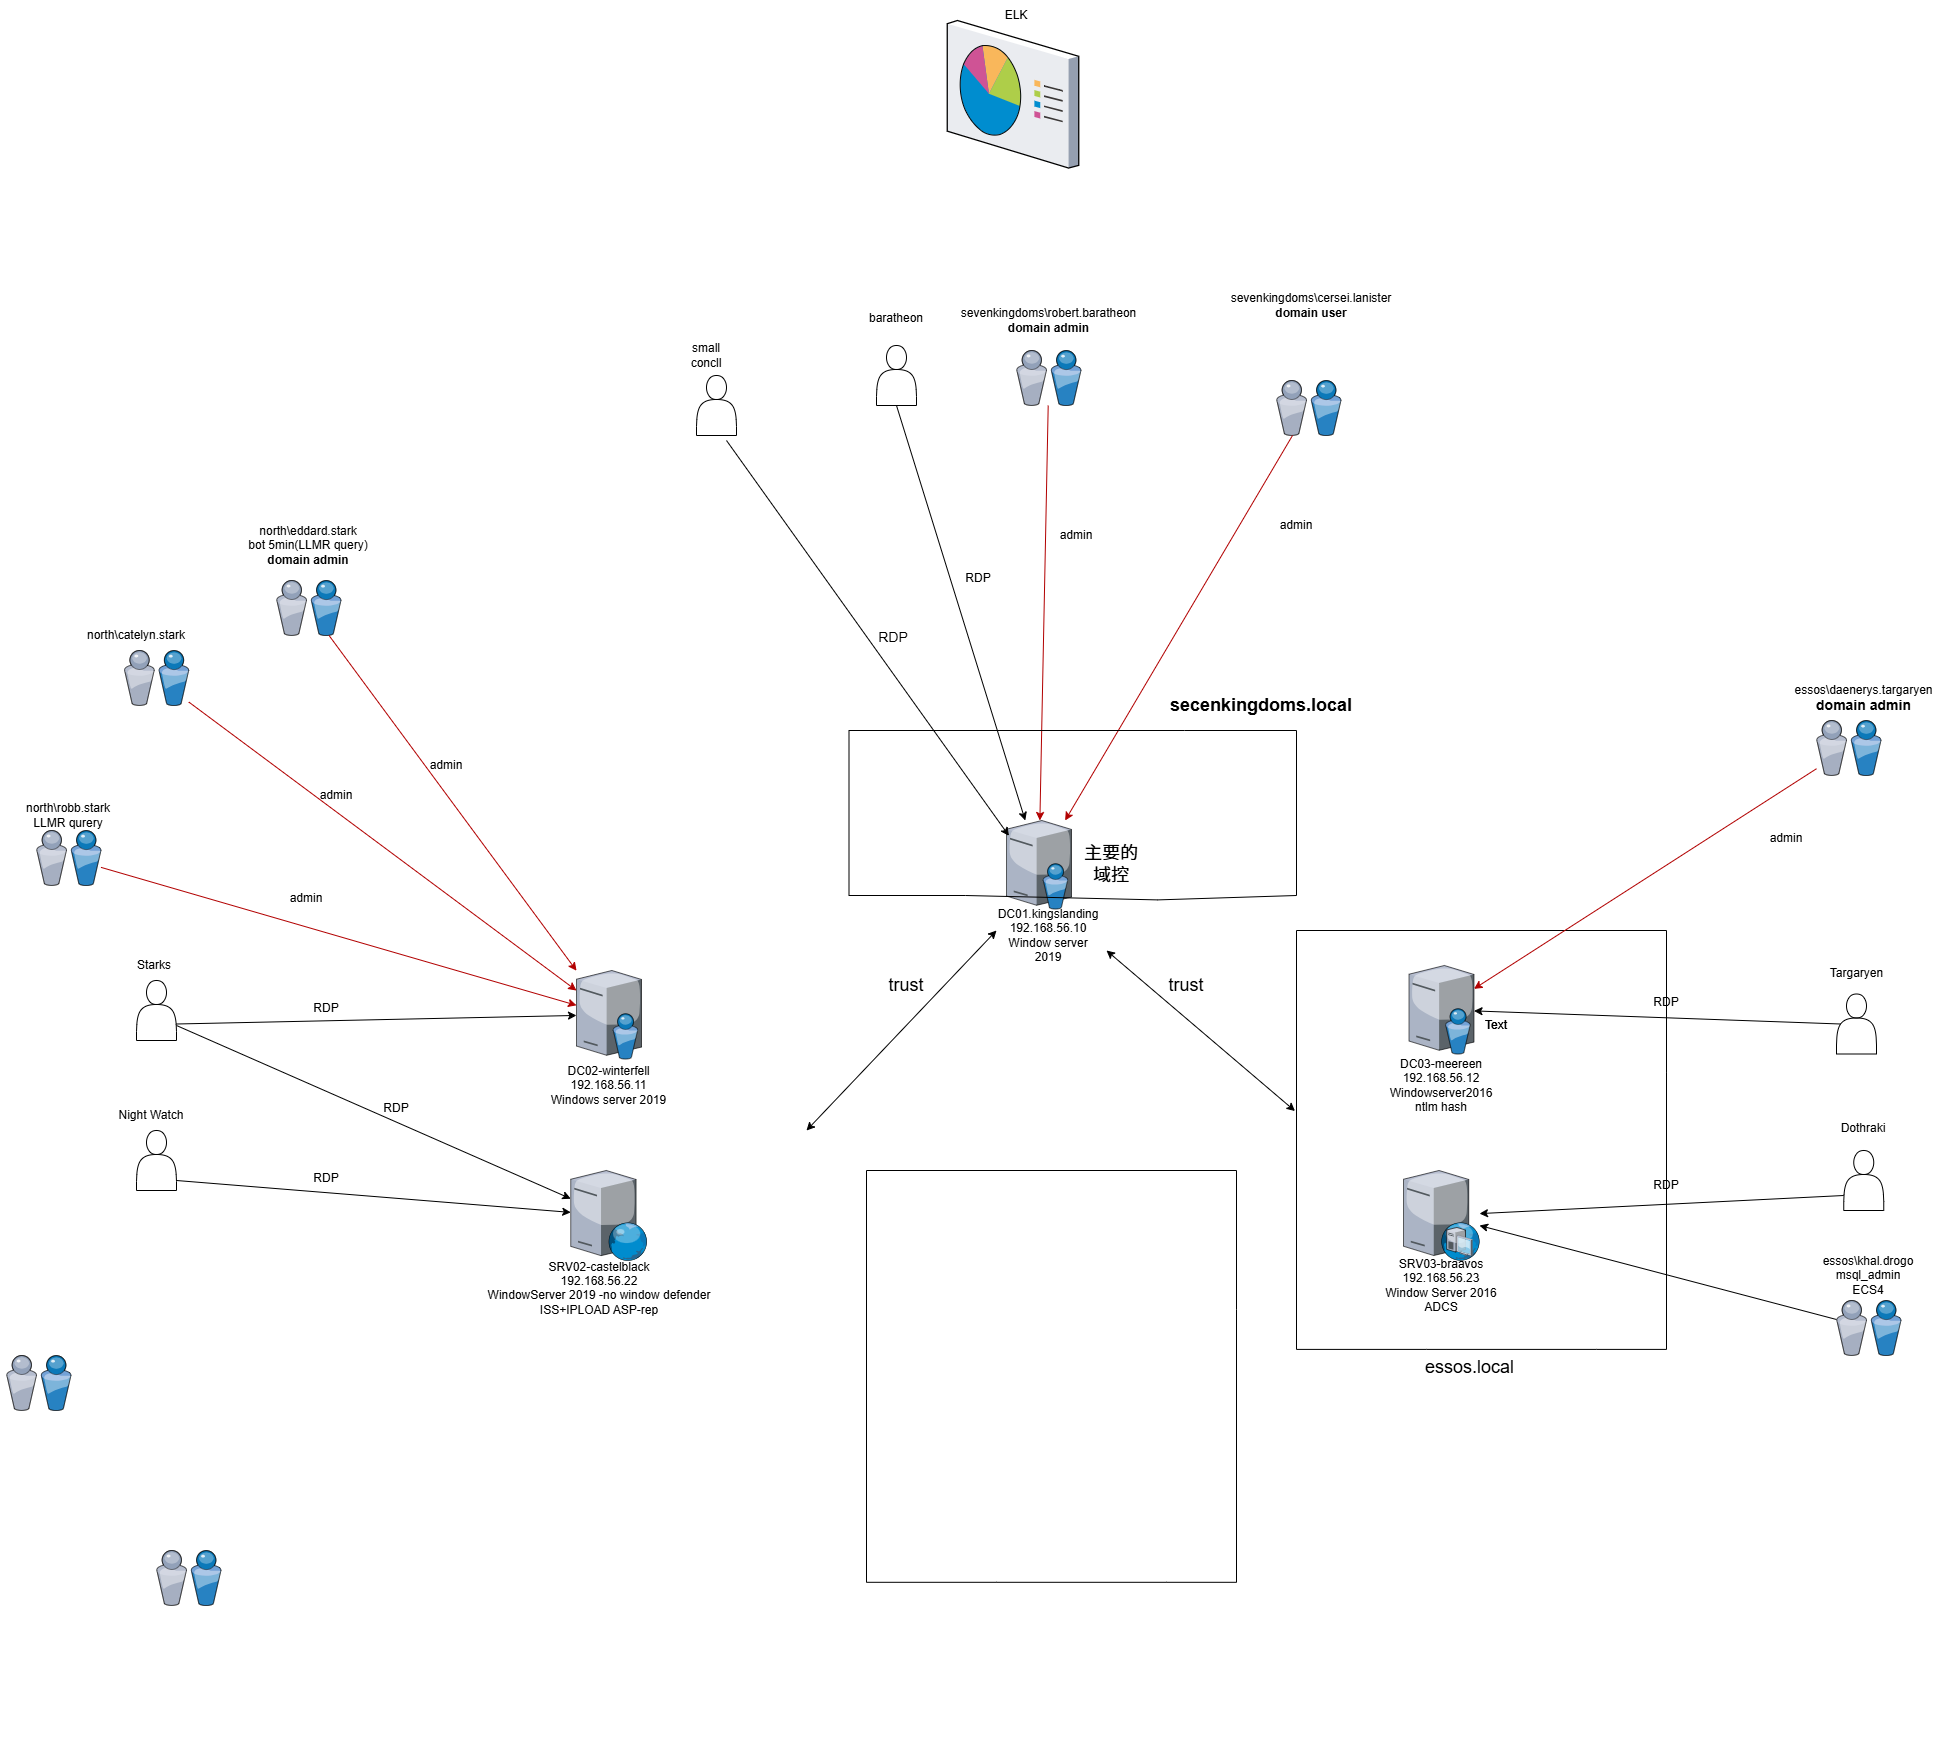 ELK
sevenkingdoms\cersei.lanister
domain user
sevenkingdoms\robert.baratheon
domain admin
baratheon
small
concll
admin
admin
RDP
RDP
north\eddard.stark
bot 5min(LLMR query)
domain admin
north\catelyn.stark
north\robb.stark
LLMR qurery
admin
admin
admin
secenkingdoms.local
essos\daenerys.targaryen
domain admin
admin
主要的
域控
DC01.kingslanding
192.168.56.10
Window server
2019
trust
trust
Starks
RDP
DC02-winterfell
192.168.56.11
Windows server 2019
Night Watch
RDP
RDP
SRV02-castelblack
192.168.56.22
WindowServer 2019 -no window defender
ISS+IPLOAD ASP-rep
Targaryen
RDP
Text
DC03-meereen
192.168.56.12
Windowserver2016
ntlm hash
Dothraki
RDP
SRV03-braavos
192.168.56.23
Window Server 2016
ADCS
essos\khal.drogo
msql_admin
ECS4
essos.local